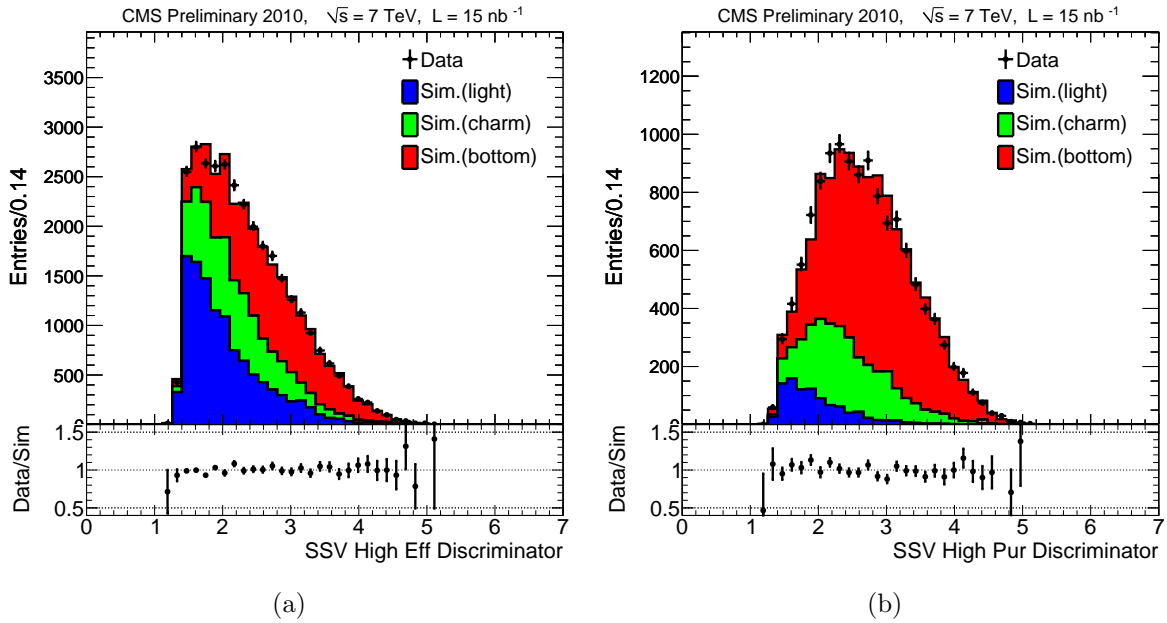 CMS Preliminary 2010, √s = 7 TeV, L = 15 nb⁻¹
Entries/0.14
3500
3000
2500
2000
1500
1000
500
Data
Sim.(light)
Sim.(charm)
Sim.(bottom)
Data/Sim
1.5
1
0.5
0 1 2 3 4 5 6 7
SSV High Eff Discriminator
(a)
CMS Preliminary 2010, √s = 7 TeV, L = 15 nb⁻¹
Entries/0.14
1200
1000
800
600
400
200
Data
Sim.(light)
Sim.(charm)
Sim.(bottom)
Data/Sim
1.5
1
0.5
0 1 2 3 4 5 6 7
SSV High Pur Discriminator
(b)